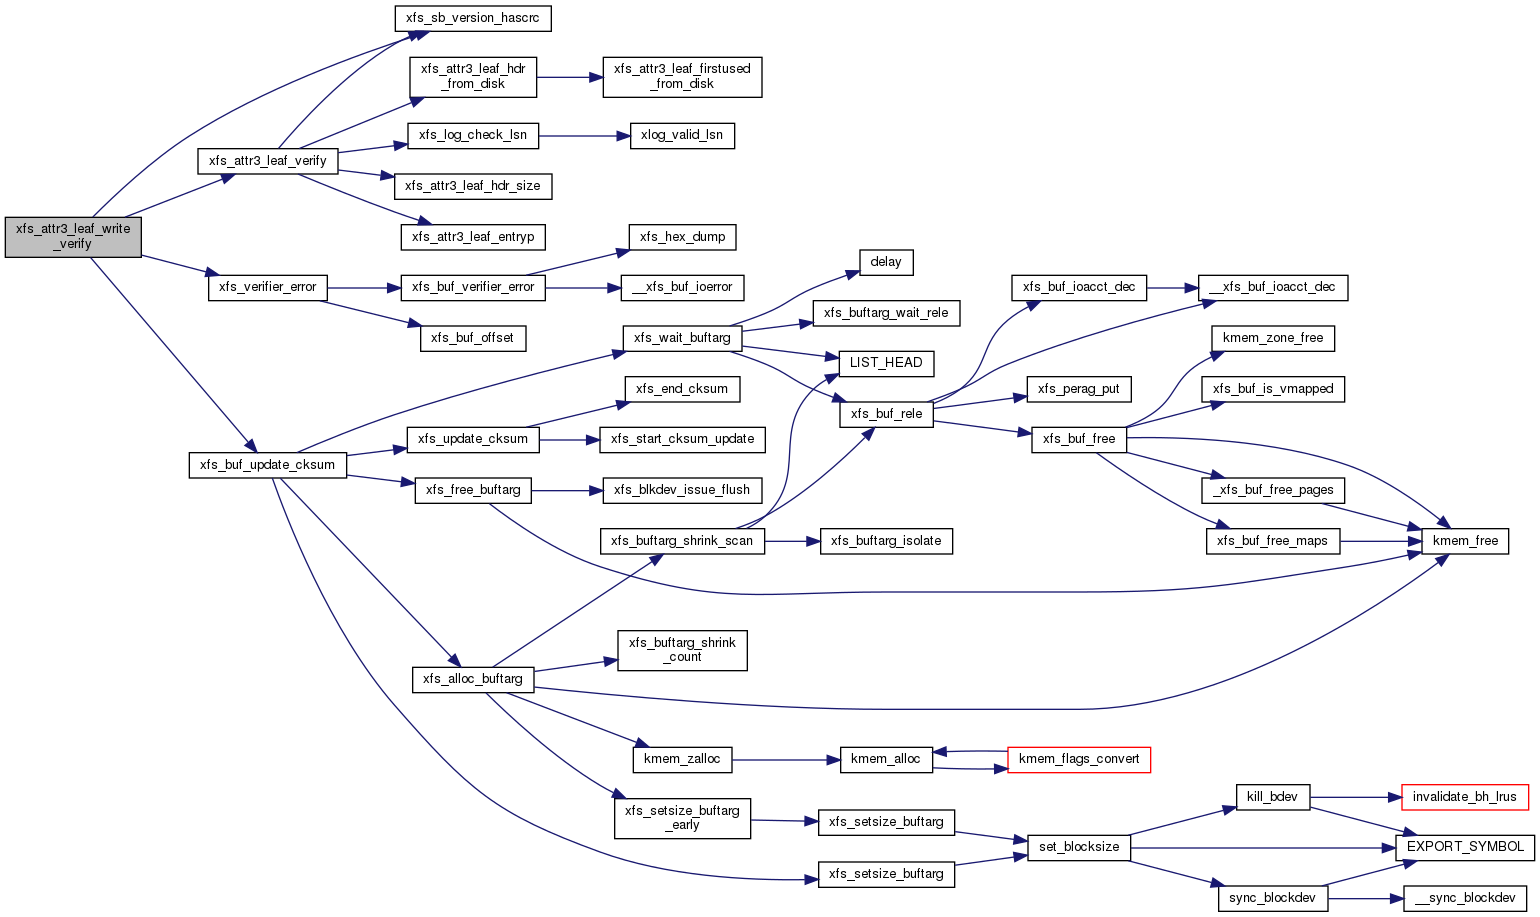 xfs_sb_version_hascrc
xfs_attr3_leaf_hdr
_from_disk
xfs_attr3_leaf_firstused
_from_disk
xfs_log_check_lsn
xlog_valid_lsn
xfs_attr3_leaf_verify
xfs_attr3_leaf_hdr_size
xfs_attr3_leaf_write
_verify
xfs_attr3_leaf_entryp
xfs_hex_dump
delay
xfs_verifier_error
xfs_buf_verifier_error
__xfs_buf_ioerror
xfs_buf_ioacct_dec
__xfs_buf_ioacct_dec
xfs_buftarg_wait_rele
xfs_buf_offset
xfs_wait_buftarg
kmem_zone_free
LIST_HEAD
xfs_end_cksum
xfs_perag_put
xfs_buf_is_vmapped
xfs_buf_rele
xfs_update_cksum
xfs_start_cksum_update
xfs_buf_free
xfs_buf_update_cksum
xfs_free_buftarg
xfs_blkdev_issue_flush
_xfs_buf_free_pages
xfs_buftarg_shrink_scan
xfs_buftarg_isolate
xfs_buf_free_maps
kmem_free
xfs_buftarg_shrink
_count
xfs_alloc_buftarg
kmem_zalloc
kmem_alloc
kmem_flags_convert
xfs_setsize_buftarg
_early
xfs_setsize_buftarg
kill_bdev
invalidate_bh_lrus
set_blocksize
EXPORT_SYMBOL
xfs_setsize_buftarg
sync_blockdev
__sync_blockdev